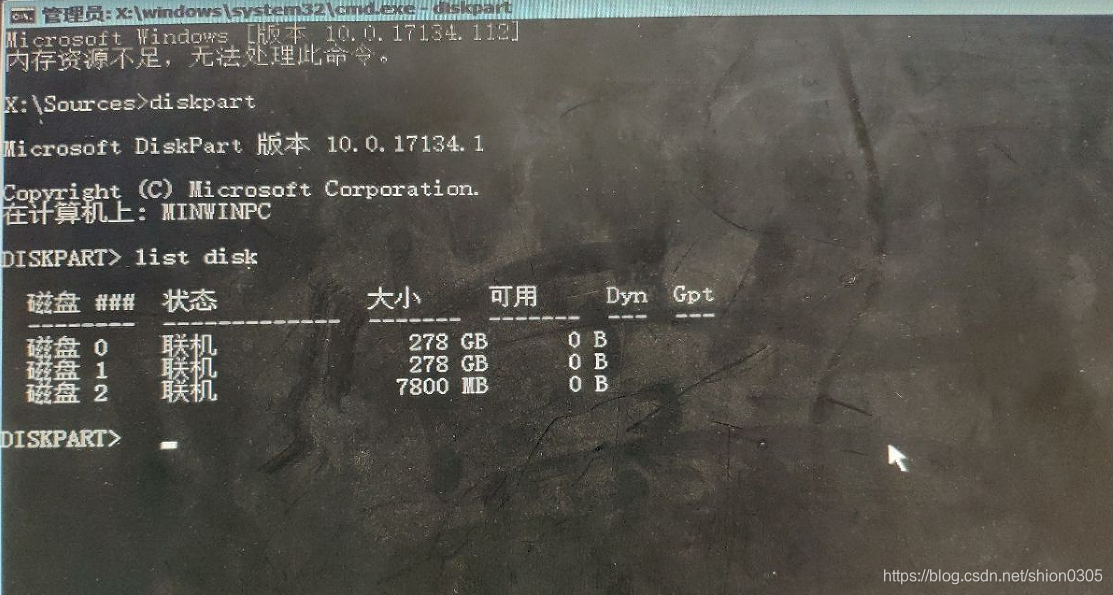 管理员: X:\windows\system32\cmd.exe - diskpart
Microsoft Windows [版本 10.0.17134.112]
内存资源不足，无法处理此命令。
X:\Sources>diskpart
Microsoft DiskPart 版本 10.0.17134.1
Copyright (C) Microsoft Corporation.
在计算机上: MINWINPC
DISKPART> list disk
磁盘 ### 状态 大小 可用 Dyn Gpt
-------- ------------- ------- ------- --- ---
磁盘 0 联机 278 GB 0 B
磁盘 1 联机 278 GB 0 B
磁盘 2 联机 7800 MB 0 B
DISKPART>
https://blog.csdn.net/shion0305